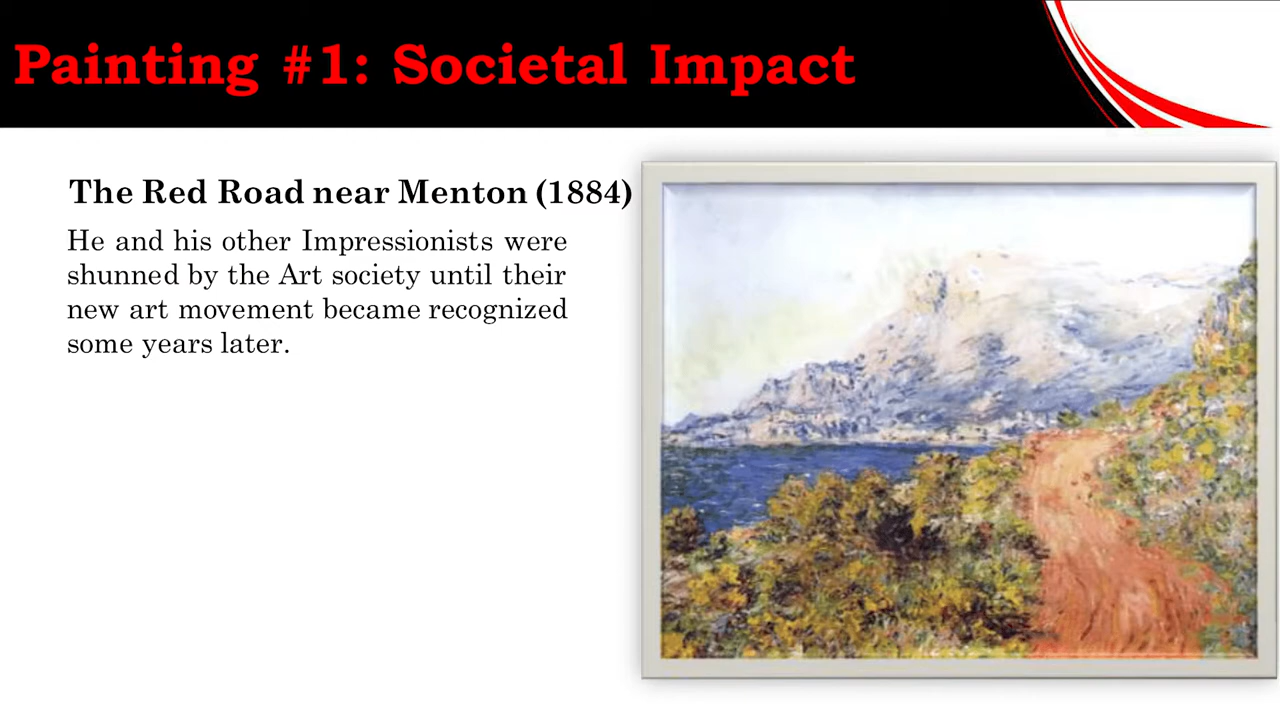 Painting #1: Societal Impact
The Red Road near Menton (1884)
He and his other Impressionists were
shunned by the Art society until their
new art movement became recognized
some years later.